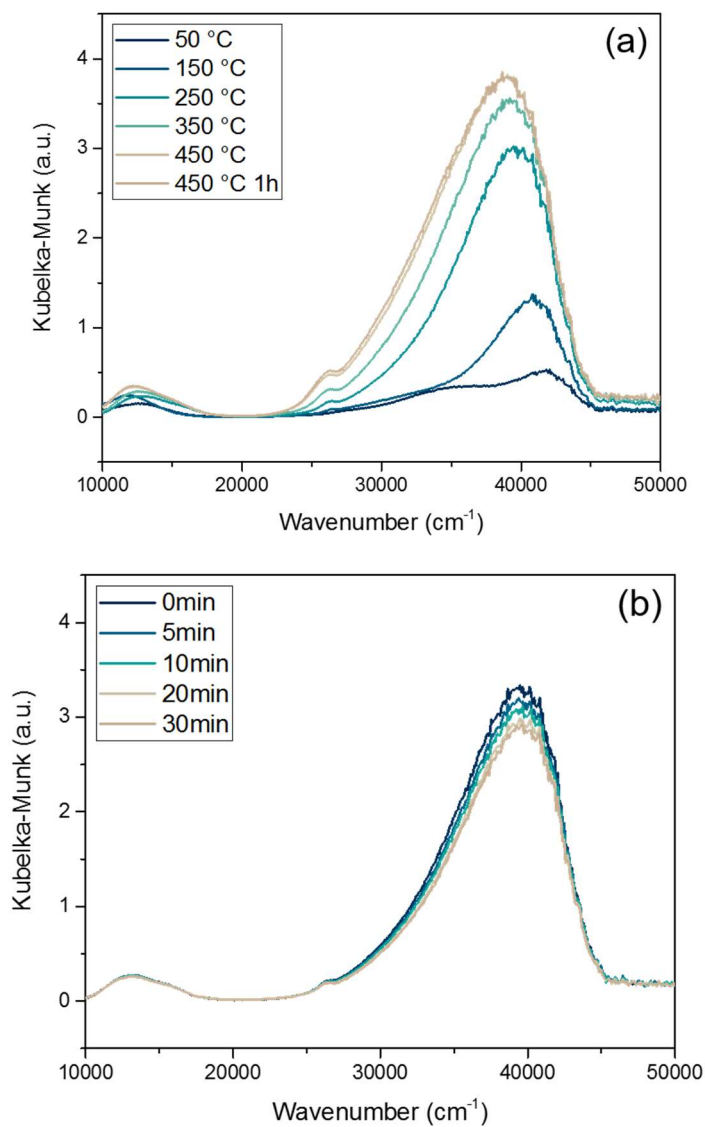 (a)
50 °C
150 °C
250 °C
350 °C
450 °C
450 °C 1h
4
3
2
1
0
Kubelka-Munk (a.u.)
10000 20000 30000 40000 50000
Wavenumber (cm⁻¹)
(b)
0min
5min
10min
20min
30min
4
3
2
1
0
Kubelka-Munk (a.u.)
10000 20000 30000 40000 50000
Wavenumber (cm⁻¹)